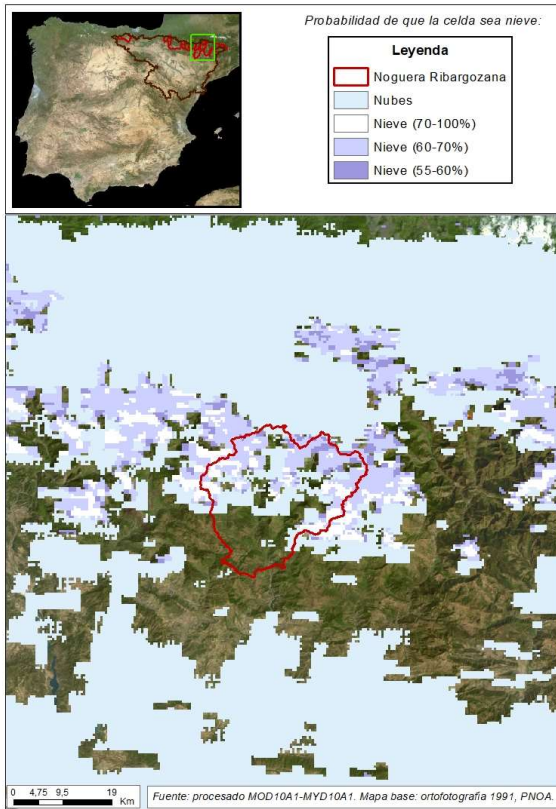 Probabilidad de que la celda sea nieve:
Leyenda
Noguera Ribargozana
Nubes
Nieve (70-100%)
Nieve (60-70%)
Nieve (55-60%)
0 4,75 9,5 19
Km
Fuente: procesado MOD10A1-MYD10A1. Mapa base: ortofotografía 1991, PNOA